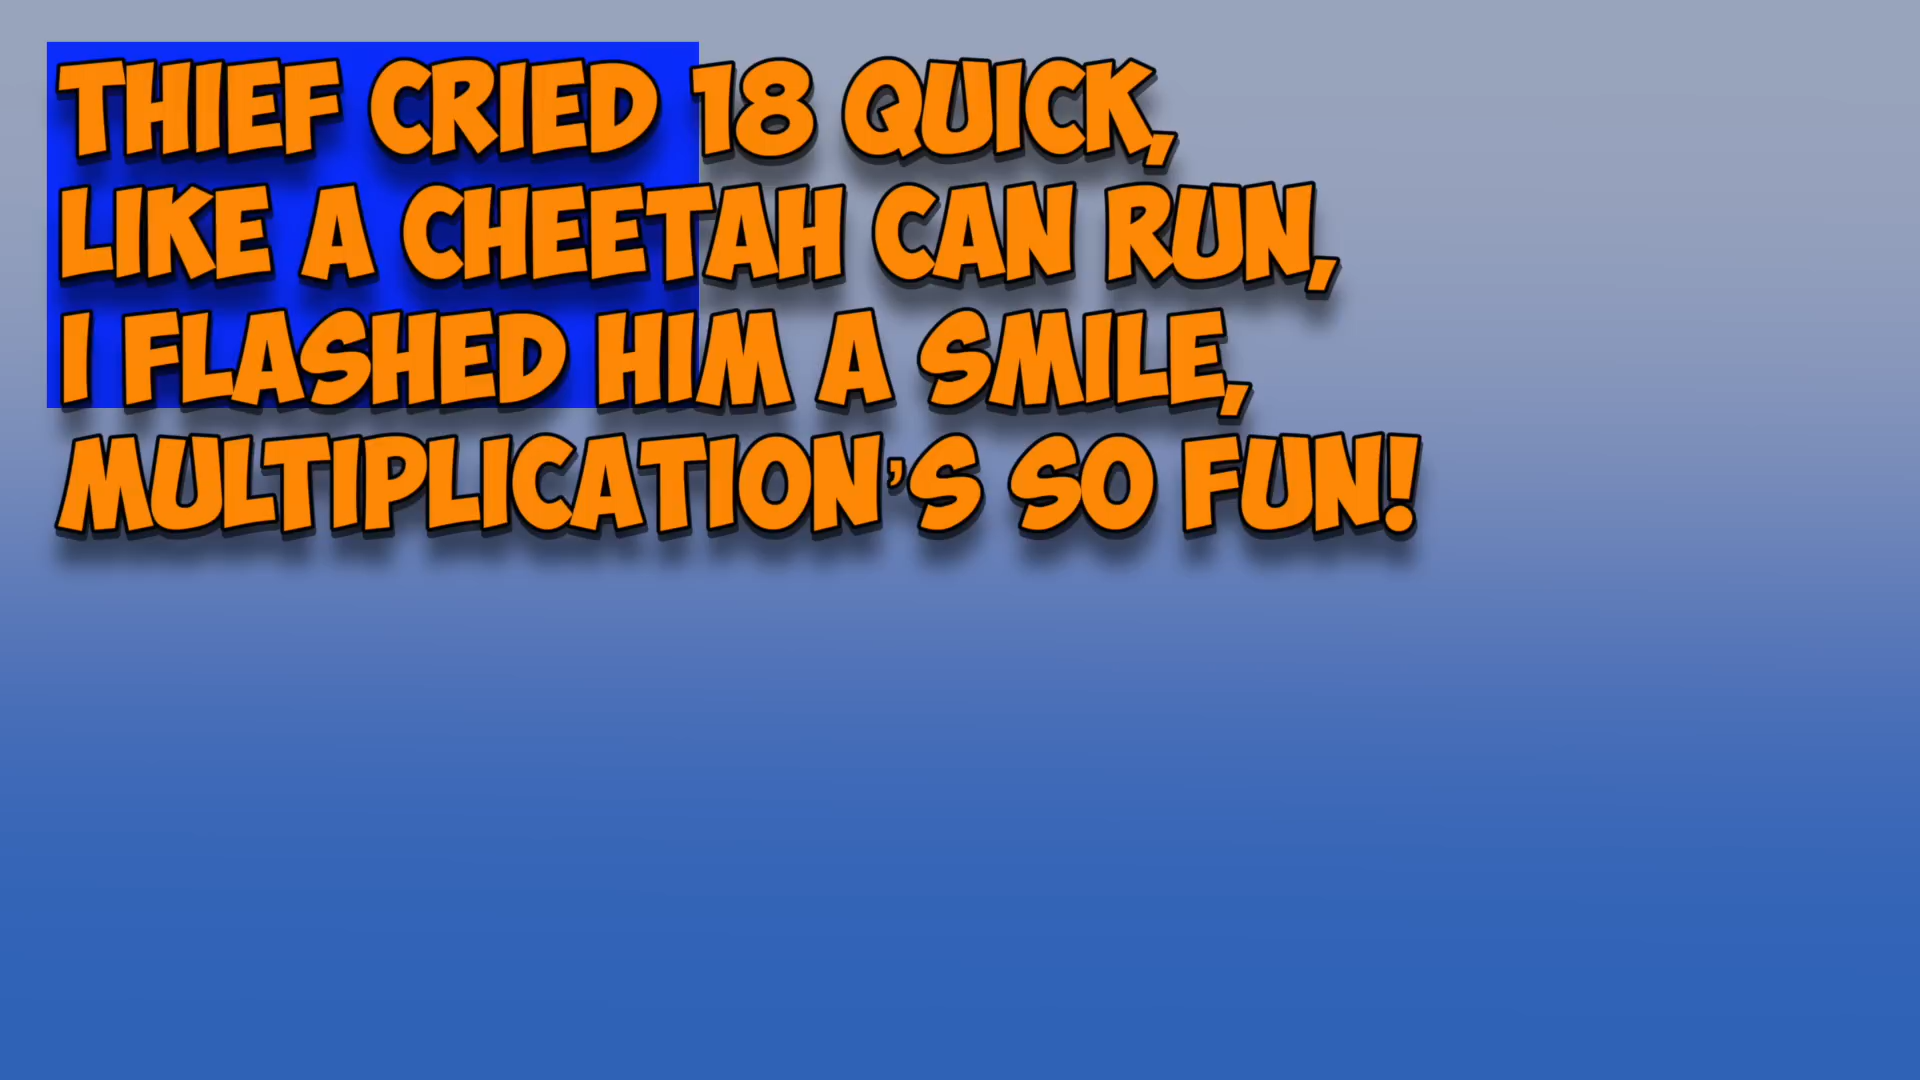 THIEF CRIED 18 QUICK,
LIKE A CHEETAH CAN RUN,
I FLASHED HIM A SMILE,
MULTIPLICATION'S SO FUN!